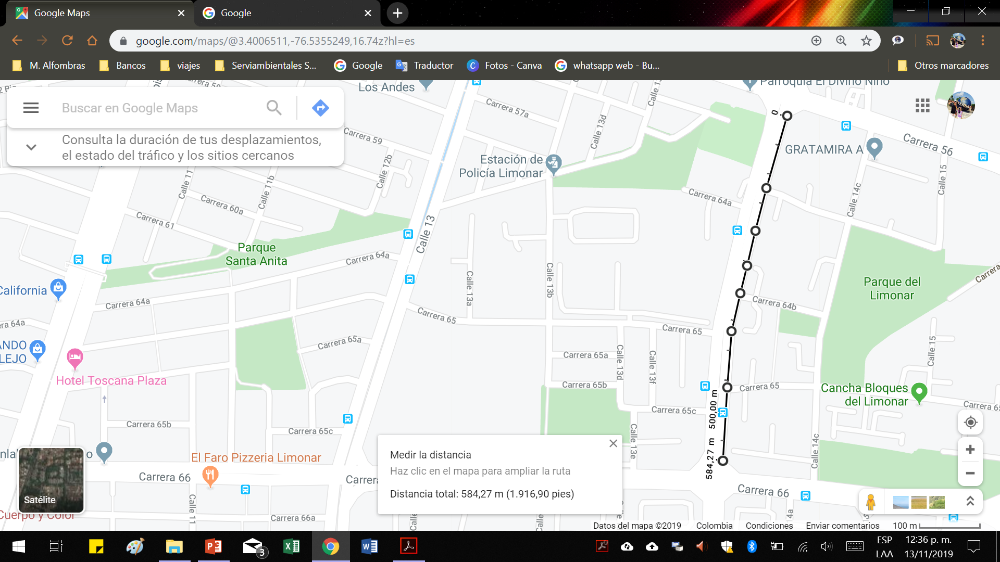 Google Maps
Google
google.com/maps/@3.4006511,-76.5355249,16.74z?hl=es
M. Alfombras
Bancos
viajes
Serviambientales S...
Google
Traductor
Fotos - Canva
whatsapp web - Bu...
Otros marcadores
Los Andes
Parroquia El Divino Niño
Buscar en Google Maps
Consulta la duración de tus desplazamientos,
el estado del tráfico y los sitios cercanos
Carrera 59
Carrera 57a
Calle 13d
Carrera 56
GRATAMIRA A
Estación de
Policía Limonar
Calle 11
Calle 11b
Calle 12b
Carrera 60a
Carrera 61
Calle 13
Carrera 64a
Calle 14c
Calle 15
0
Parque
Santa Anita
Carrera 64a
Calle 13a
Calle 13b
Parque del
Limonar
Carrera
California
Carrera 64a
Carrera 65
Carrera 64b
Carrera 65
Carrera 65a
Carrera 65a
Calle 13d
Calle 13f
Calle 15
Hotel Toscana Plaza
Carrera 65b
Carrera 65
Cancha Bloques
del Limonar
Carrera 65c
500,00 m
Carrera 65b
Carrera 65c
Calle 13e
Calle 14c
584,27 m
El Faro Pizzeria Limonar
Carrera 66
Carrera 66
Calle 11
Carrera 66a
Satélite
Cuerpo y Color
Medir la distancia
Haz clic en el mapa para ampliar la ruta
Distancia total: 584,27 m (1.916,90 pies)
Datos del mapa ©2019
Colombia
Condiciones
Enviar comentarios
100 m
3
ESP
LAA
12:36 p. m.
13/11/2019